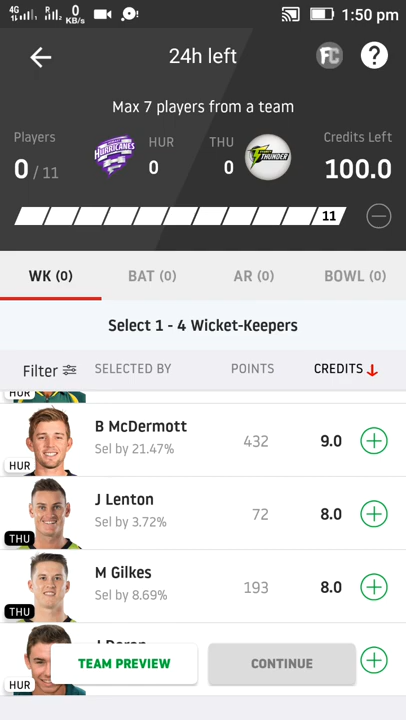 4G 0 KB/s R 1:50 pm
24h left FC ?
Max 7 players from a team
Players HUR THU Credits Left
0 / 11 HURRICANES 0 0 THUNDER 100.0
11
WK (0) BAT (0) AR (0) BOWL (0)
Select 1 - 4 Wicket-Keepers
Filter SELECTED BY POINTS CREDITS
HUR
B McDermott
Sel by 21.47% 432 9.0
HUR
J Lenton
Sel by 3.72% 72 8.0
THU
M Gilkes
Sel by 8.69% 193 8.0
THU
TEAM PREVIEW CONTINUE
HUR